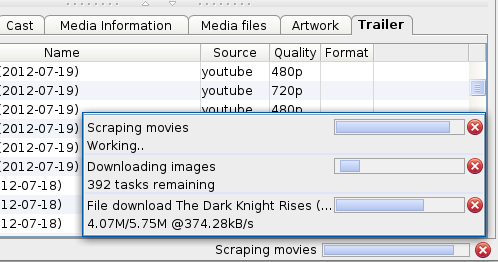 Cast Media Information Media files Artwork Trailer
Name Source Quality Format
(2012-07-19) youtube 480p
(2012-07-19) youtube 720p
(2012-07-19) youtube 480p
(2012-07-19)
Scraping movies
(2012-07-19)
Working..
(2012-07-19)
Downloading images
12-07-18)
392 tasks remaining
12-07-18)
File download The Dark Knight Rises (...
12-07-18)
4.07M/5.75M @374.28kB/s
Scraping movies